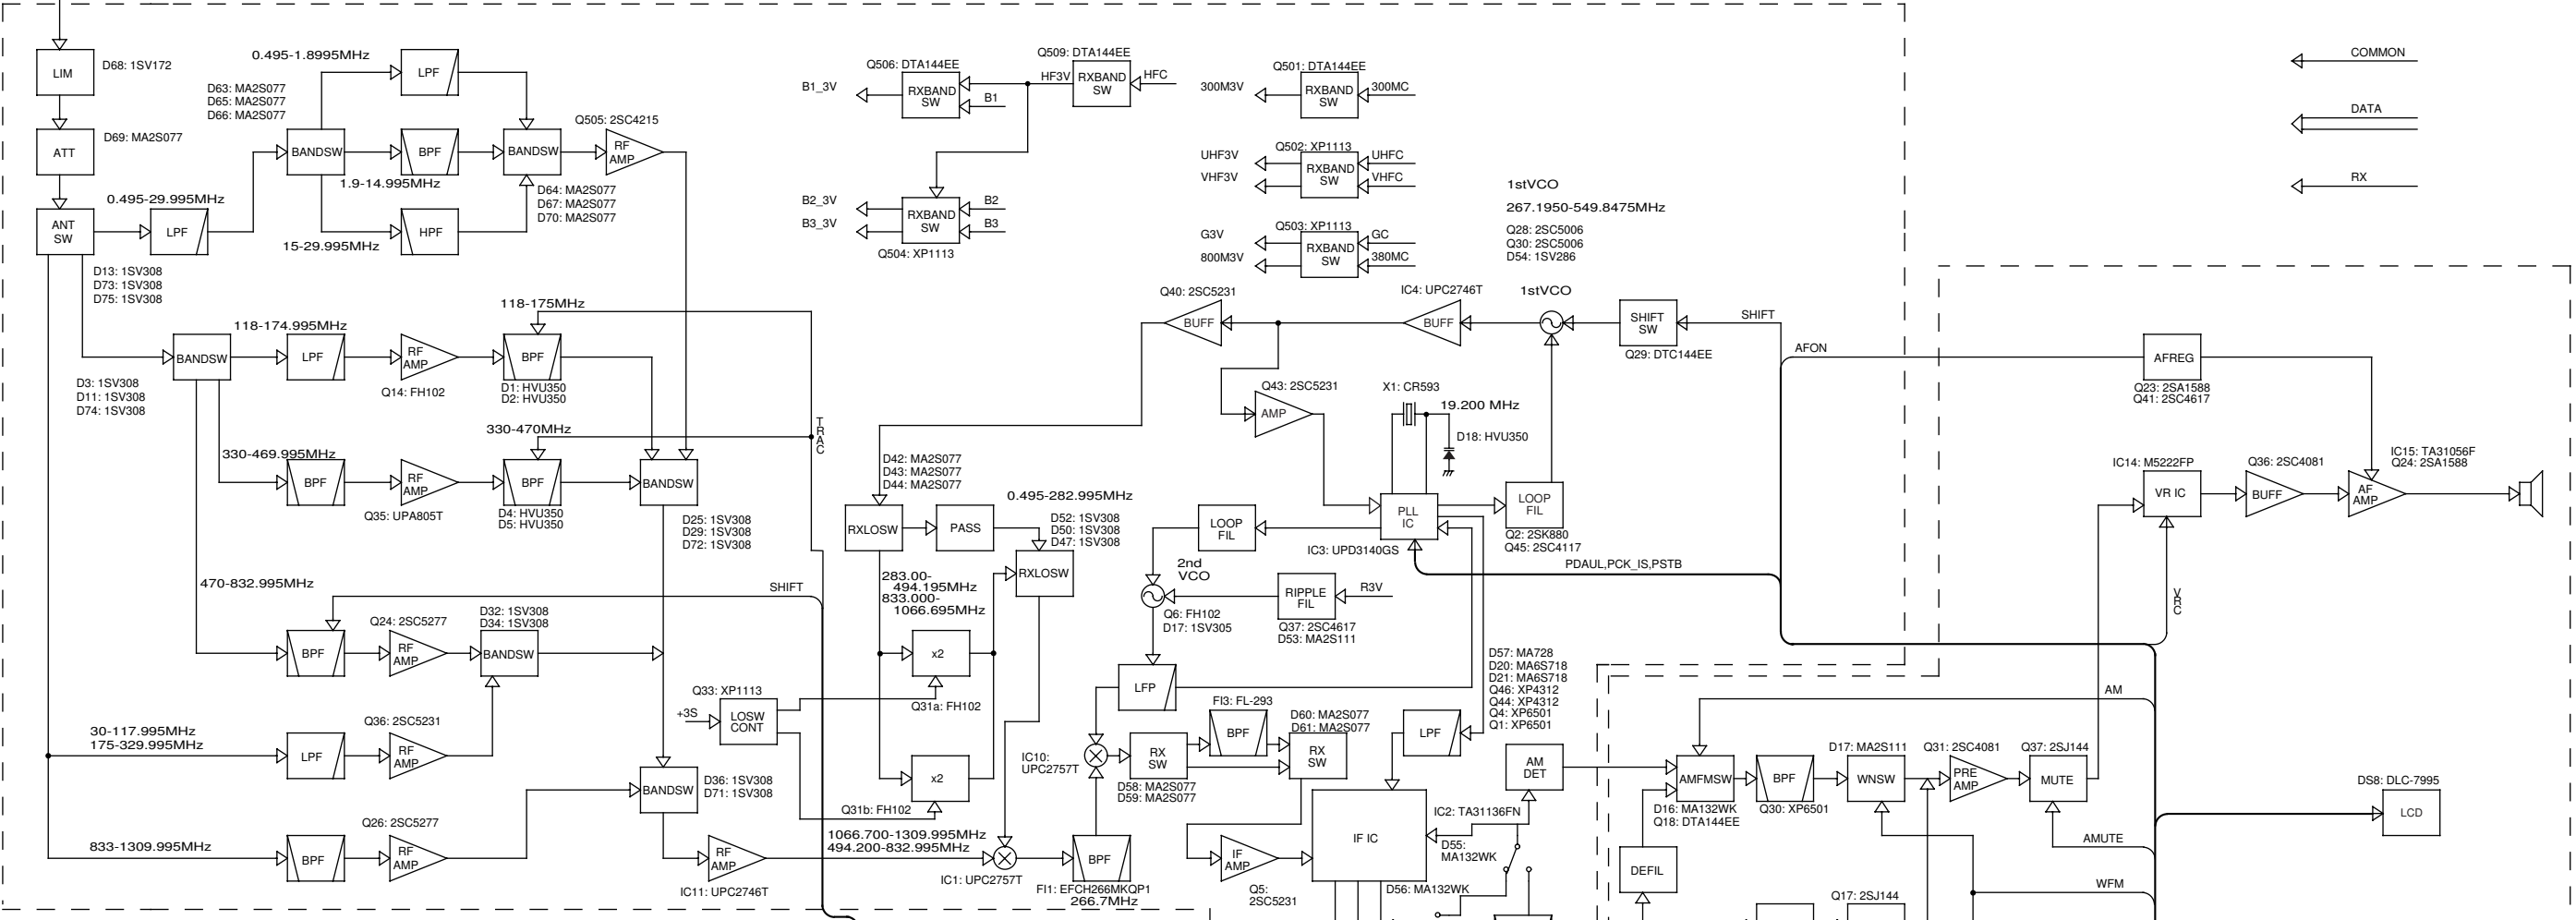 LIM
D68: 1SV172
ATT
D69: MA2S077
ANT
SW
0.495-29.995MHz
LPF
D13: 1SV308
D73: 1SV308
D75: 1SV308
0.495-1.8995MHz
LPF
D63: MA2S077
D65: MA2S077
D66: MA2S077
BANDSW
BPF
1.9-14.995MHz
HPF
15-29.995MHz
BANDSW
D64: MA2S077
D67: MA2S077
D70: MA2S077
Q505: 2SC4215
RF
AMP
Q506: DTA144EE
B1_3V
RXBAND
SW
B1
HF3V
Q509: DTA144EE
RXBAND
SW
HFC
B2_3V
B3_3V
RXBAND
SW
B2
B3
Q504: XP1113
Q501: DTA144EE
300M3V
RXBAND
SW
300MC
Q502: XP1113
UHF3V
VHF3V
RXBAND
SW
UHFC
VHFC
Q503: XP1113
G3V
800M3V
RXBAND
SW
GC
380MC
1stVCO
267.1950-549.8475MHz
Q28: 2SC5006
Q30: 2SC5006
D54: 1SV286
COMMON
DATA
RX
BANDSW
D3: 1SV308
D11: 1SV308
D74: 1SV308
118-174.995MHz
LPF
RF
AMP
Q14: FH102
118-175MHz
BPF
D1: HVU350
D2: HVU350
330-469.995MHz
BPF
RF
AMP
Q35: UPA805T
330-470MHz
BPF
D4: HVU350
D5: HVU350
BANDSW
D25: 1SV308
D29: 1SV308
D72: 1SV308
TRAC
470-832.995MHz
SHIFT
BPF
Q24: 2SC5277
RF
AMP
D32: 1SV308
D34: 1SV308
BANDSW
30-117.995MHz
175-329.995MHz
LPF
Q36: 2SC5231
RF
AMP
833-1309.995MHz
BPF
Q26: 2SC5277
RF
AMP
BANDSW
D36: 1SV308
D71: 1SV308
RF
AMP
IC11: UPC2746T
Q33: XP1113
+3S
LOSW
CONT
1066.700-1309.995MHz
494.200-832.995MHz
IC1: UPC2757T
Q40: 2SC5231
BUFF
IC4: UPC2746T
BUFF
1stVCO
SHIFT
SW
SHIFT
Q29: DTC144EE
Q43: 2SC5231
AMP
X1: CR593
19.200 MHz
D18: HVU350
D42: MA2S077
D43: MA2S077
D44: MA2S077
RXLOSW
PASS
0.495-282.995MHz
D52: 1SV308
D50: 1SV308
D47: 1SV308
RXLOSW
283.00-
494.195MHz
833.000-
1066.695MHz
x2
Q31a: FH102
x2
Q31b: FH102
LOOP
FIL
PLL
IC
IC3: UPD3140GS
LOOP
FIL
Q2: 2SK880
Q45: 2SC4117
PDAUL,PCK_IS,PSTB
2nd
VCO
Q6: FH102
D17: 1SV305
RIPPLE
FIL
R3V
Q37: 2SC4617
D53: MA2S111
LFP
IC10:
UPC2757T
RX
SW
D58: MA2S077
D59: MA2S077
FI3: FL-293
BPF
D60: MA2S077
D61: MA2S077
RX
SW
LPF
D57: MA728
D20: MA6S718
D21: MA6S718
Q46: XP4312
Q44: XP4312
Q4: XP6501
Q1: XP6501
BPF
FI1: EFCH266MKQP1
266.7MHz
IF
AMP
Q5:
2SC5231
IF IC
IC2: TA31136FN
D55:
MA132WK
D56: MA132WK
AM
DET
AFON
AFREG
Q23: 2SA1588
Q41: 2SC4617
IC14: M5222FP
VR IC
Q36: 2SC4081
BUFF
IC15: TA31056F
Q24: 2SA1588
AF
AMP
VRC
AM
AMFMSW
D16: MA132WK
Q18: DTA144EE
BPF
Q30: XP6501
D17: MA2S111
WNSW
Q31: 2SC4081
PRE
AMP
Q37: 2SJ144
MUTE
AMUTE
WFM
DEFIL
Q17: 2SJ144
DS8: DLC-7995
LCD